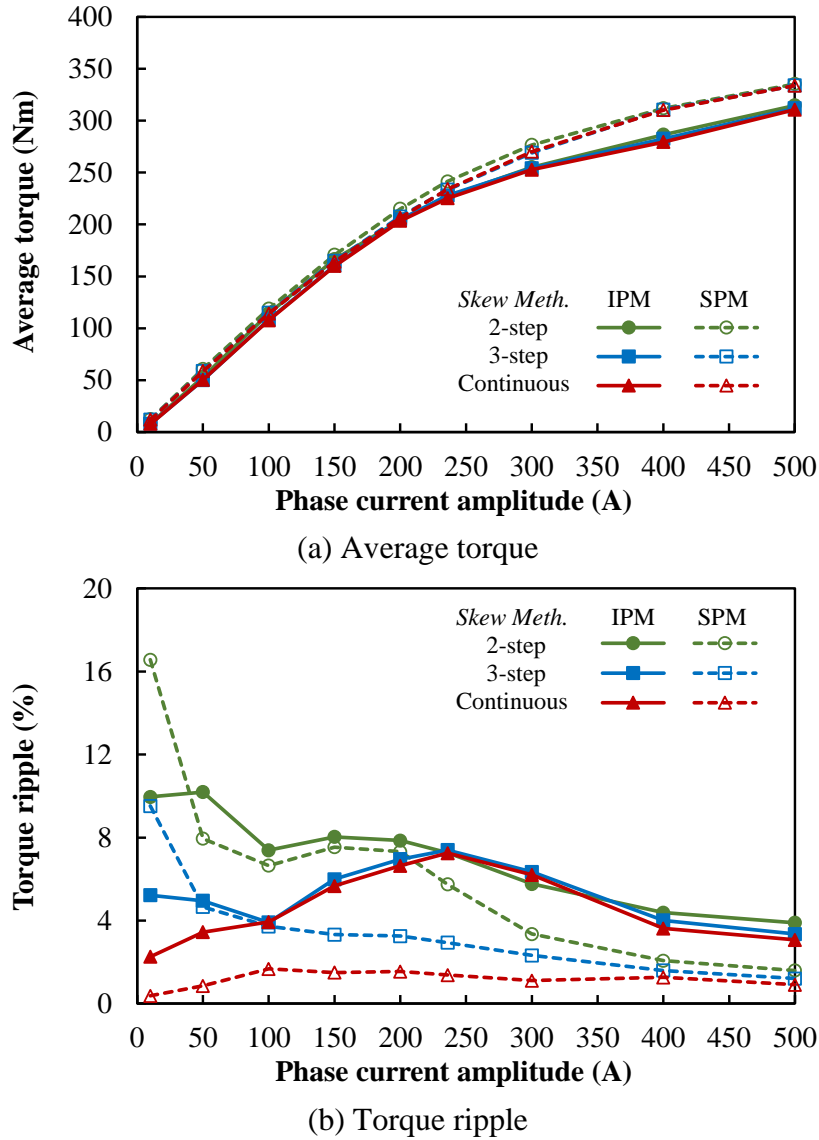 400
350
300
250
200
150
100
50
0
Average torque (Nm)
Skew Meth. IPM SPM
2-step
3-step
Continuous
0 50 100 150 200 250 300 350 400 450 500
Phase current amplitude (A)
(a) Average torque
20
16
12
8
4
0
Torque ripple (%)
Skew Meth. IPM SPM
2-step
3-step
Continuous
0 50 100 150 200 250 300 350 400 450 500
Phase current amplitude (A)
(b) Torque ripple